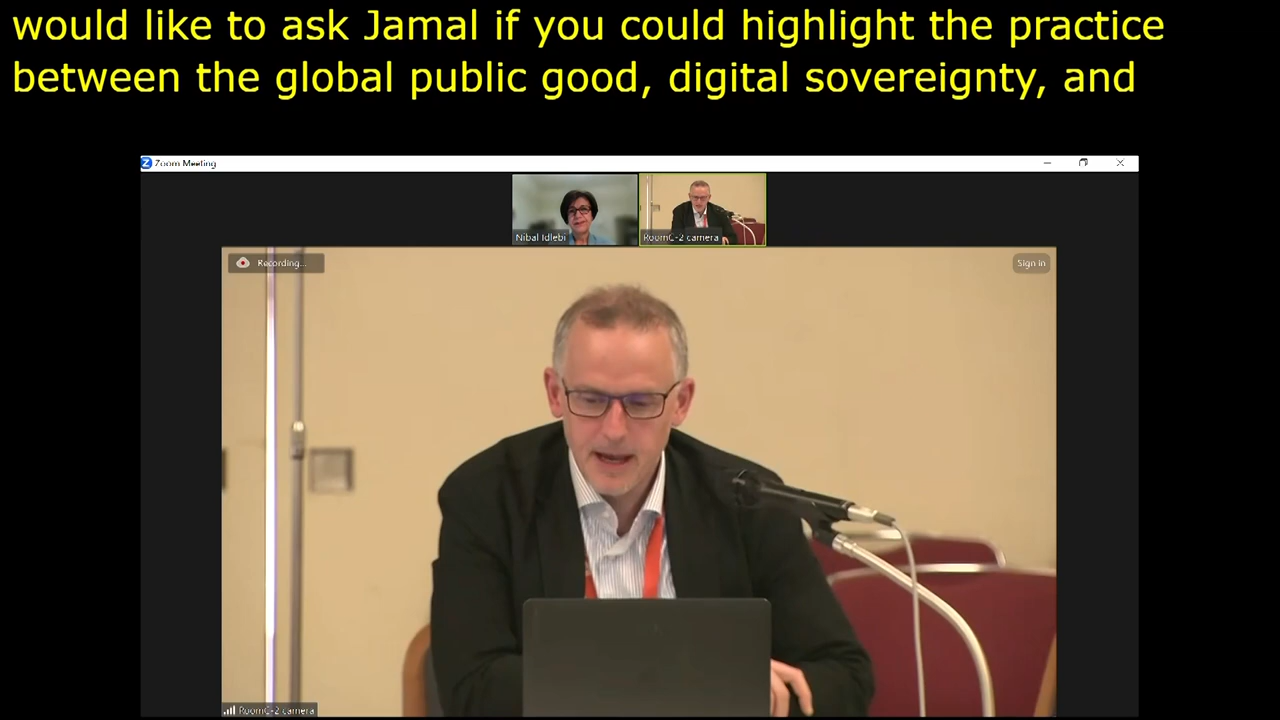 would like to ask Jamal if you could highlight the practice
between the global public good, digital sovereignty, and
Zoom Meeting
Nibal Idlebi
RoomC-2 camera
Recording...
Sign in
RoomC-2 camera